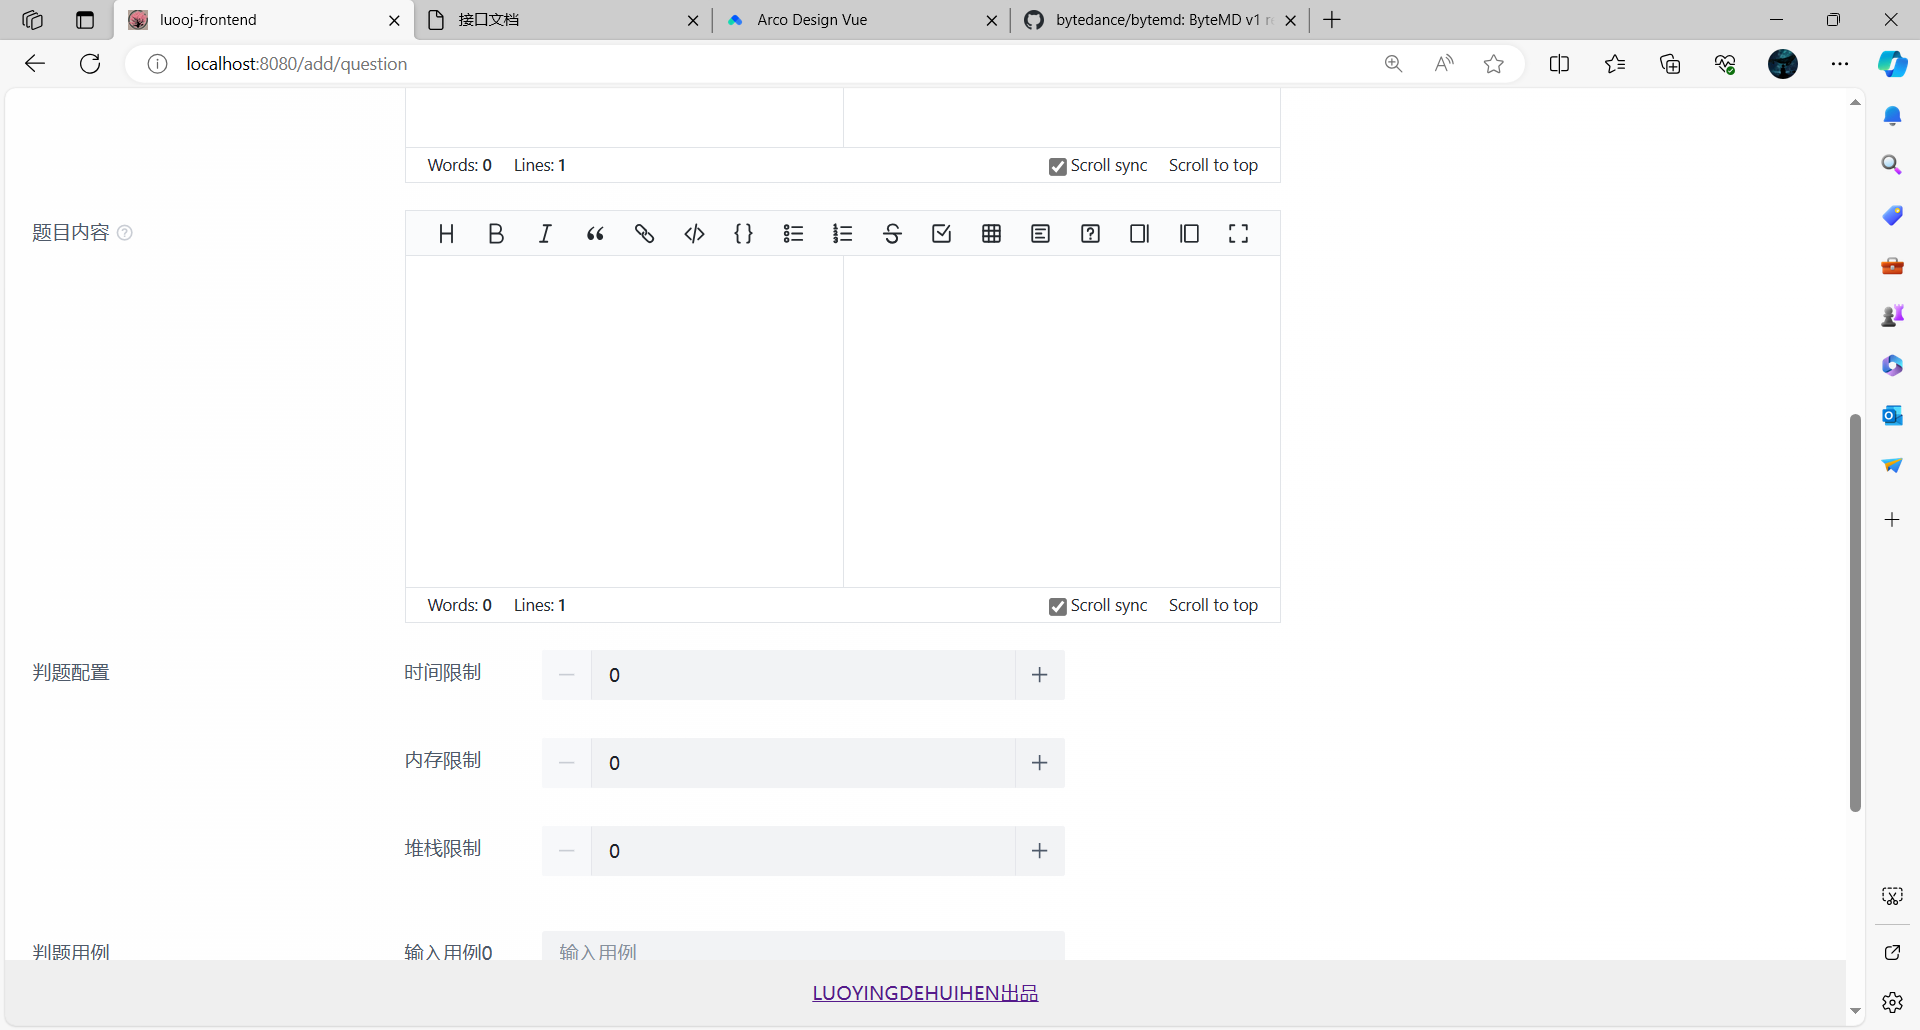 luooj-frontend
接口文档
Arco Design Vue
bytedance/bytemd: ByteMD v1 r
localhost:8080/add/question
Words: 0 Lines: 1 Scroll sync Scroll to top
题目内容
Words: 0 Lines: 1 Scroll sync Scroll to top
判题配置 时间限制 0
内存限制 0
堆栈限制 0
判题用例 输入用例0 输入用例
LUOYINGDEHUIHEN出品